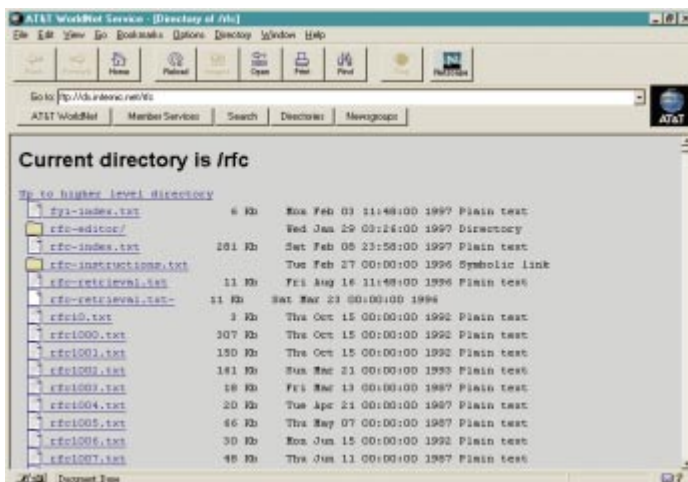 AT&T WorldNet Service - [Directory of /rfc]
File Edit View Go Bookmarks Options Directory Window Help
Home Reload Open Print Find Netscape
Go to: ftp://ds.internic.net/rfc
AT&T WorldNet Member Services Search Directories Newsgroups
AT&T
Current directory is /rfc
Up to higher level directory
fyi-index.txt 6 Kb Mon Feb 03 11:48:00 1997 Plain text
rfc-editor/ Wed Jan 29 03:26:00 1997 Directory
rfc-index.txt 281 Kb Sat Feb 08 23:58:00 1997 Plain text
rfc-instructions.txt Tue Feb 27 00:00:00 1996 Symbolic link
rfc-retrieval.txt 11 Kb Fri Aug 16 11:48:00 1996 Plain text
rfc-retrieval.txt- 11 Kb Sat Mar 23 00:00:00 1996
rfc10.txt 3 Kb Thu Oct 15 00:00:00 1992 Plain text
rfc1000.txt 307 Kb Thu Oct 15 00:00:00 1992 Plain text
rfc1001.txt 150 Kb Thu Oct 15 00:00:00 1992 Plain text
rfc1002.txt 161 Kb Sun Mar 21 00:00:00 1993 Plain text
rfc1003.txt 18 Kb Fri Mar 13 00:00:00 1987 Plain text
rfc1004.txt 20 Kb Tue Apr 21 00:00:00 1987 Plain text
rfc1005.txt 66 Kb Thu May 07 00:00:00 1987 Plain text
rfc1006.txt 30 Kb Mon Jun 15 00:00:00 1992 Plain text
rfc1007.txt 48 Kb Thu Jun 11 00:00:00 1987 Plain text
Document: Done